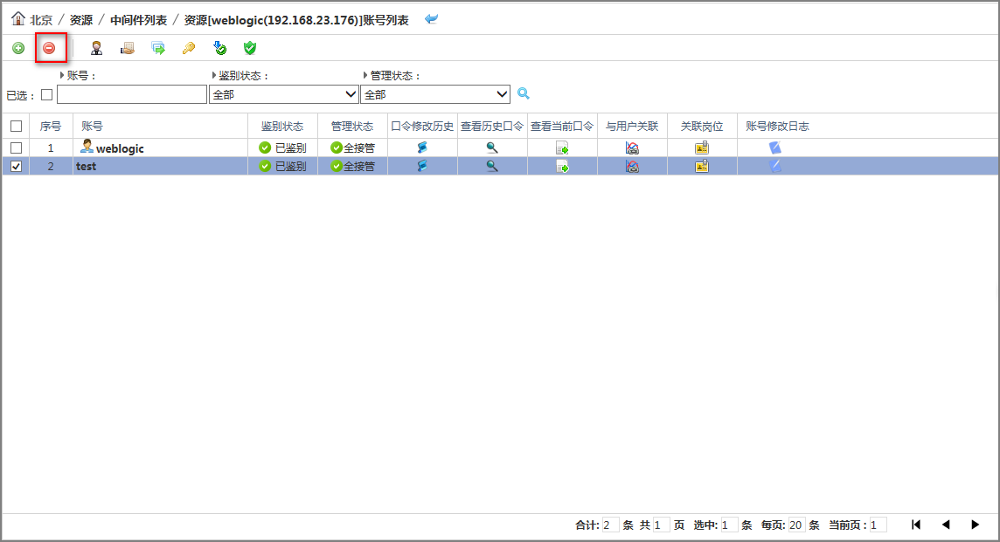 北京 / 资源 / 中间件列表 / 资源[weblogic(192.168.23.176)]账号列表
账号： 鉴别状态： 管理状态：
已选： 全部 全部
序号 账号 鉴别状态 管理状态 口令修改历史 查看历史口令 查看当前口令 与用户关联 关联岗位 账号修改日志
1 weblogic 已鉴别 全接管
2 test 已鉴别 全接管
合计: 2 条 共 1 页 选中: 1 条 每页: 20 条 当前页： 1